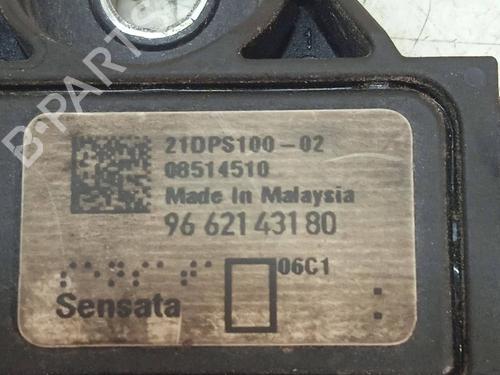 B-PARTS
21DPS100-02
08514510
Made In Malaysia
96 621 431 80
06C1
Sensata